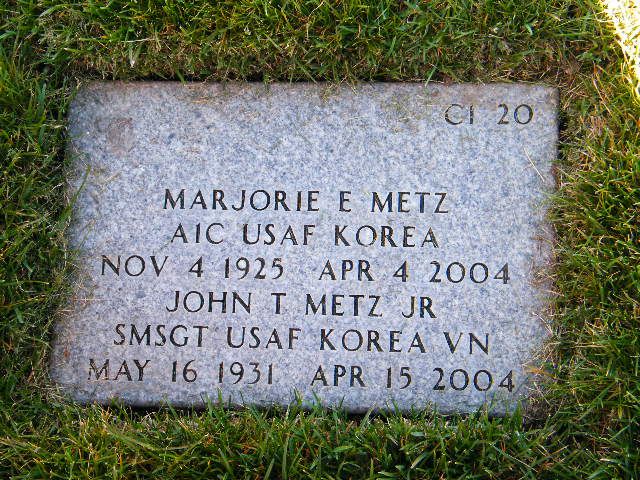 CI 20
MARJORIE E METZ
A1C USAF KOREA
NOV 4 1925 APR 4 2004
JOHN T METZ JR
SMSGT USAF KOREA VN
MAY 16 1931 APR 15 2004